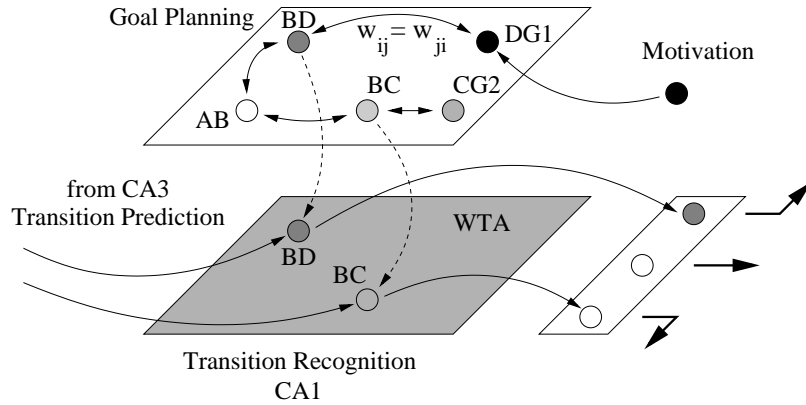 Goal Planning
BD
w_ij = w_ji
DG1
Motivation
BC
CG2
AB
from CA3
Transition Prediction
WTA
BD
BC
Transition Recognition
CA1